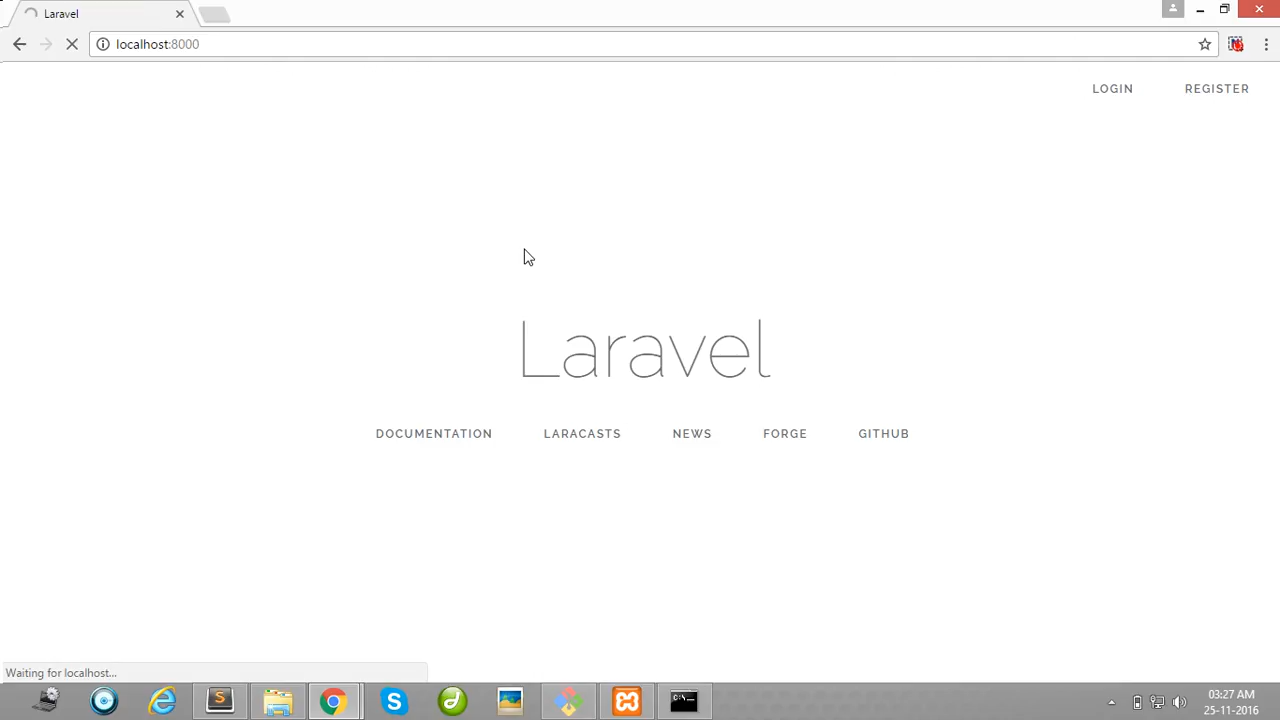 Laravel
localhost:8000
LOGIN REGISTER
Laravel
DOCUMENTATION LARACASTS NEWS FORGE GITHUB
Waiting for localhost...
03:27 AM
25-11-2016